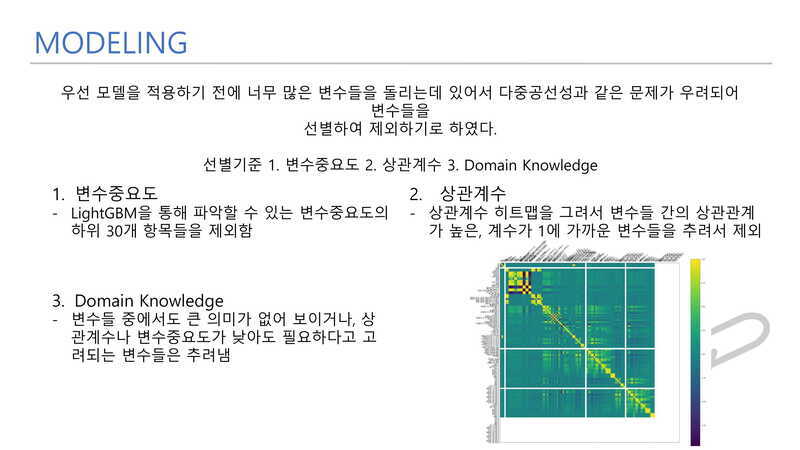 MODELING
우선 모델을 적용하기 전에 너무 많은 변수들을 돌리는데 있어서 다중공선성과 같은 문제가 우려되어
변수들을
선별하여 제외하기로 하였다.
선별기준 1. 변수중요도 2. 상관계수 3. Domain Knowledge
1. 변수중요도
- LightGBM을 통해 파악할 수 있는 변수중요도의
하위 30개 항목들을 제외함
2. 상관계수
- 상관계수 히트맵을 그려서 변수들 간의 상관관계
가 높은, 계수가 1에 가까운 변수들을 추려서 제외
3. Domain Knowledge
- 변수들 중에서도 큰 의미가 없어 보이거나, 상
관계수나 변수중요도가 낮아도 필요하다고 고
려되는 변수들은 추려냄